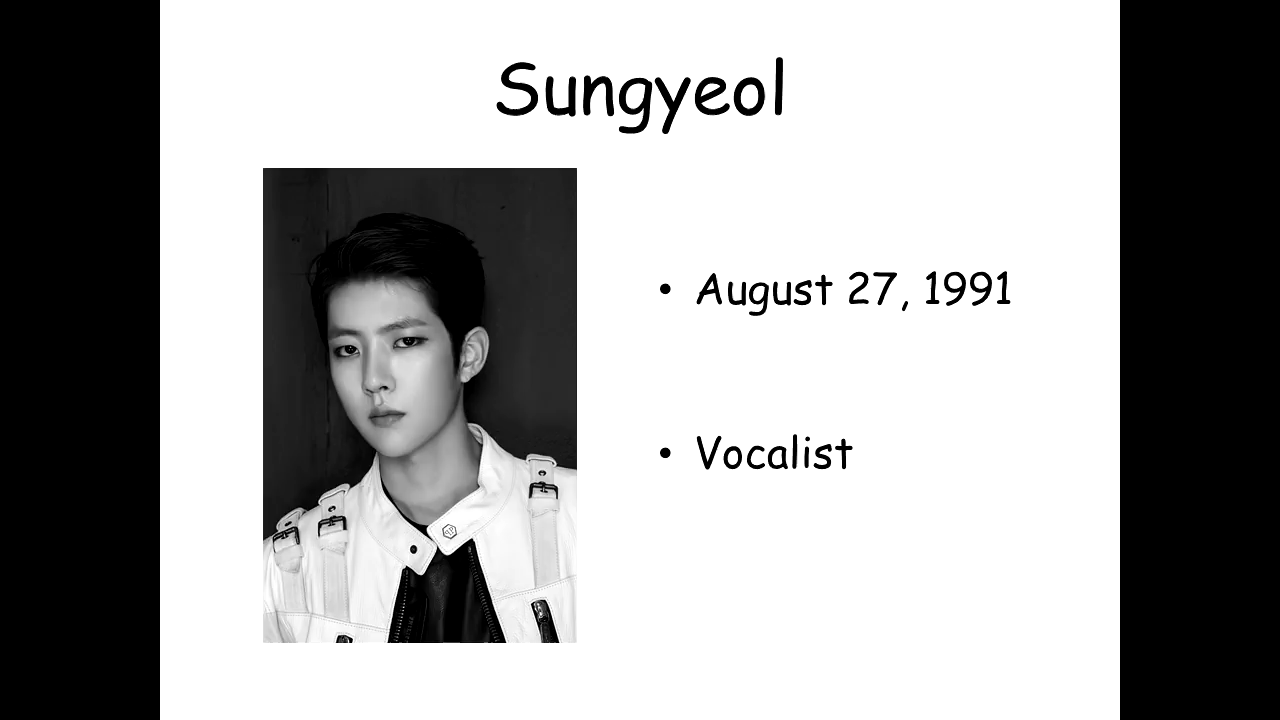 Sungyeol
• August 27, 1991
• Vocalist